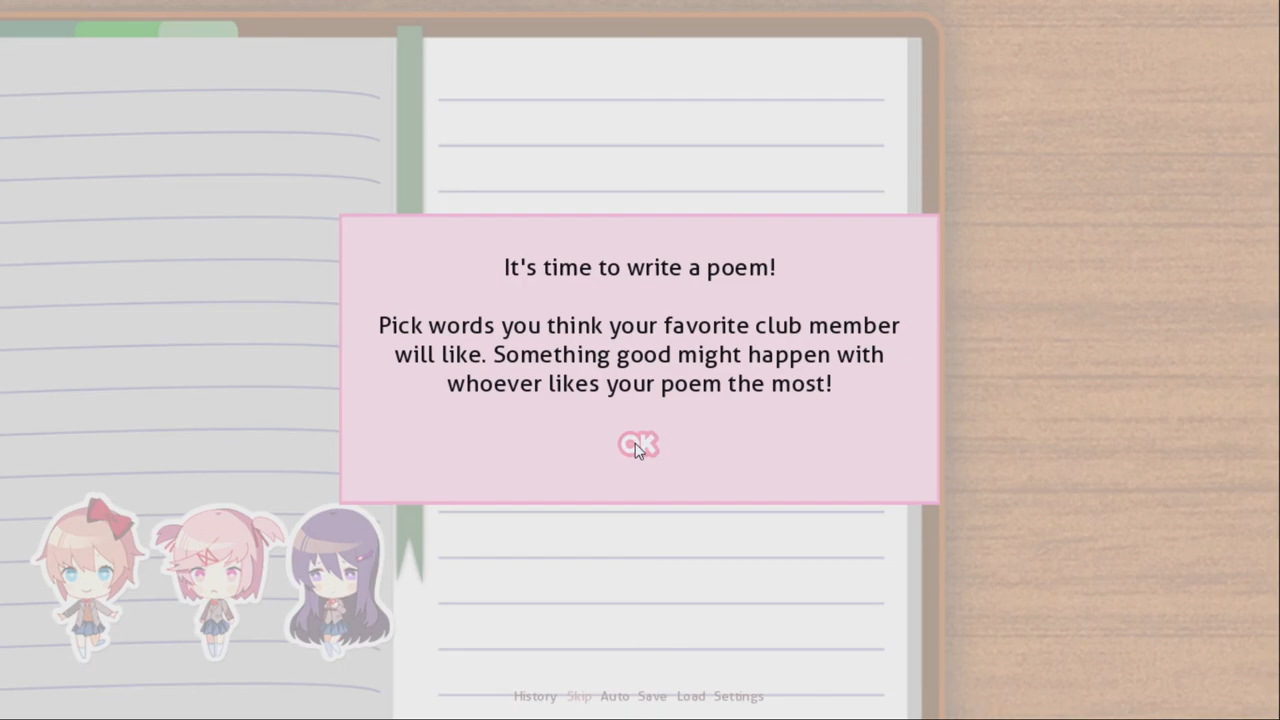 It's time to write a poem!
Pick words you think your favorite club member
will like. Something good might happen with
whoever likes your poem the most!
OK
History Skip Auto Save Load Settings